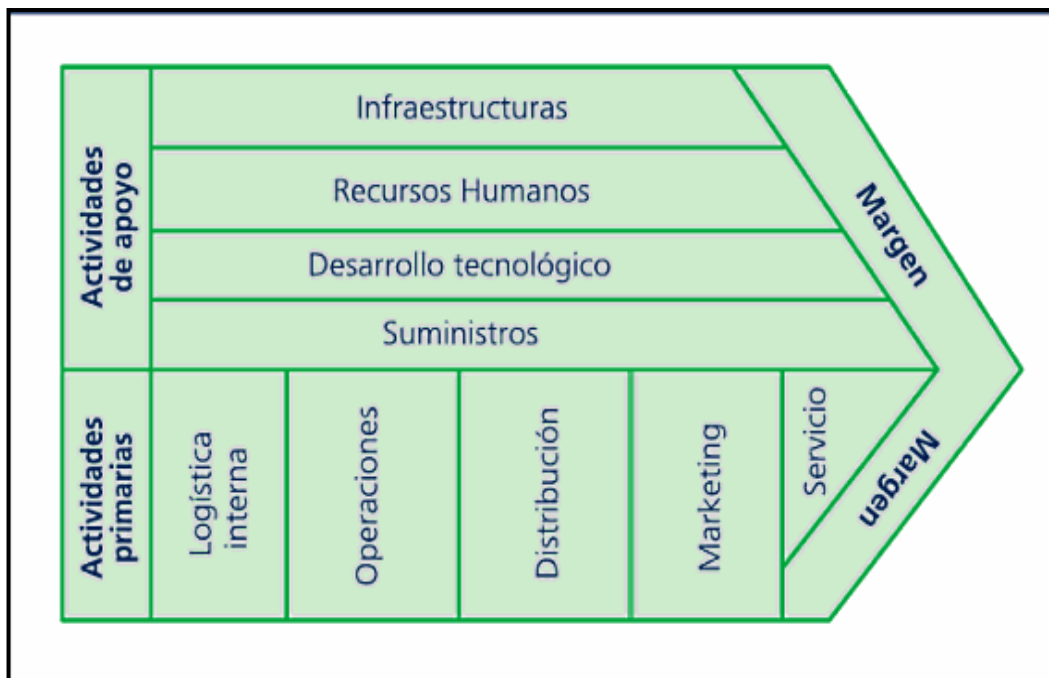 Actividades
de apoyo
Infraestructuras
Recursos Humanos
Desarrollo tecnológico
Suministros
Margen
Actividades
primarias
Logística
interna
Operaciones
Distribución
Marketing
Servicio
Margen